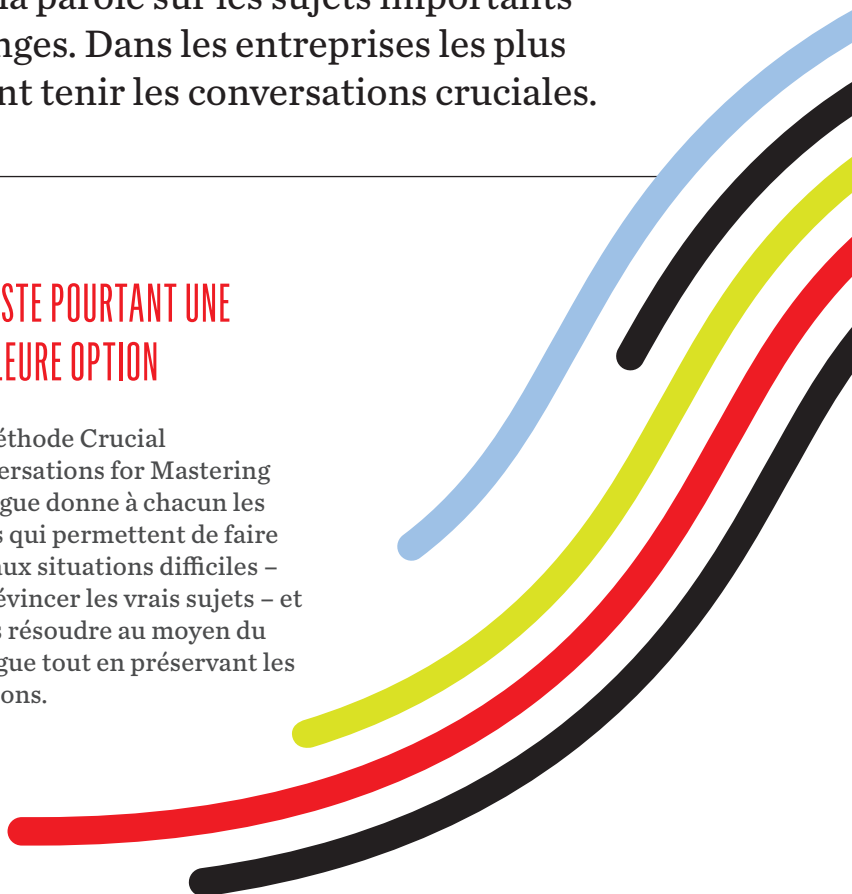 la parole sur les sujets importants
nges. Dans les entreprises les plus
nt tenir les conversations cruciales.
STE POURTANT UNE
LEURE OPTION
éthode Crucial
ersations for Mastering
gue donne à chacun les
s qui permettent de faire
aux situations difficiles –
évincer les vrais sujets – et
s résoudre au moyen du
gue tout en préservant les
ons.